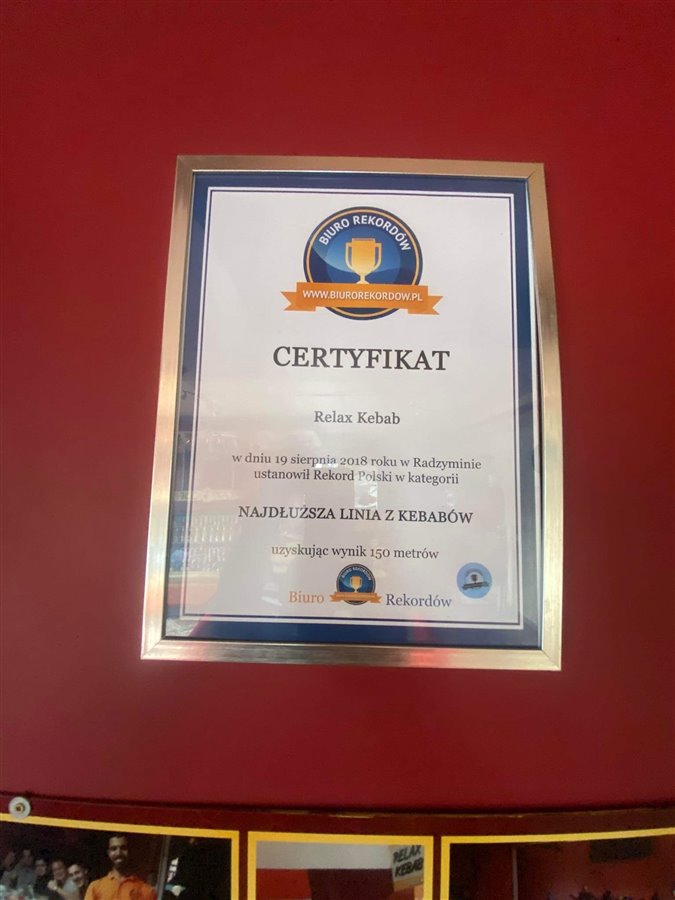 BIURO REKORDÓW
WWW.BIUROREKORDOW.PL
CERTYFIKAT
Relax Kebab
w dniu 19 sierpnia 2018 roku w Radzyminie
ustanowił Rekord Polski w kategorii
NAJDŁUŻSZA LINIA Z KEBABÓW
uzyskując wynik 150 metrów
Biuro Rekordów
RELAX
KEBAB